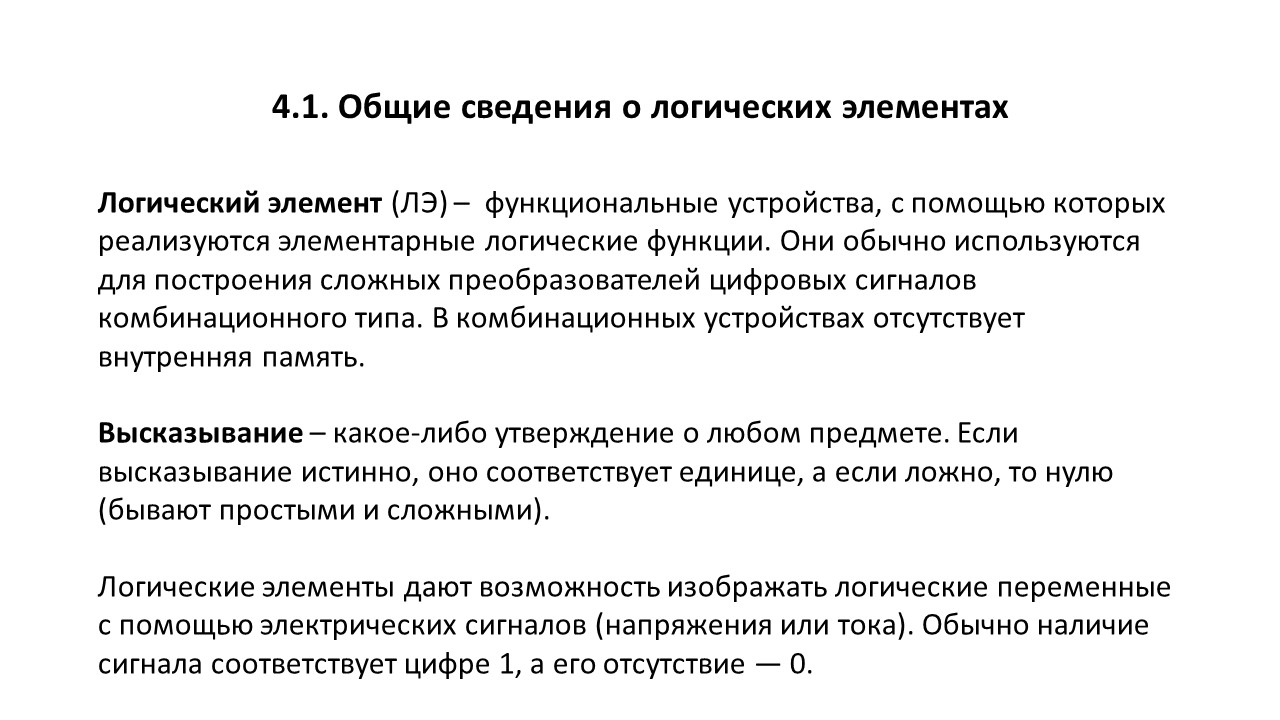 4.1. Общие сведения о логических элементах
Логический элемент (ЛЭ) – функциональные устройства, с помощью которых
реализуются элементарные логические функции. Они обычно используются
для построения сложных преобразователей цифровых сигналов
комбинационного типа. В комбинационных устройствах отсутствует
внутренняя память.
Высказывание – какое-либо утверждение о любом предмете. Если
высказывание истинно, оно соответствует единице, а если ложно, то нулю
(бывают простыми и сложными).
Логические элементы дают возможность изображать логические переменные
с помощью электрических сигналов (напряжения или тока). Обычно наличие
сигнала соответствует цифре 1, а его отсутствие — 0.